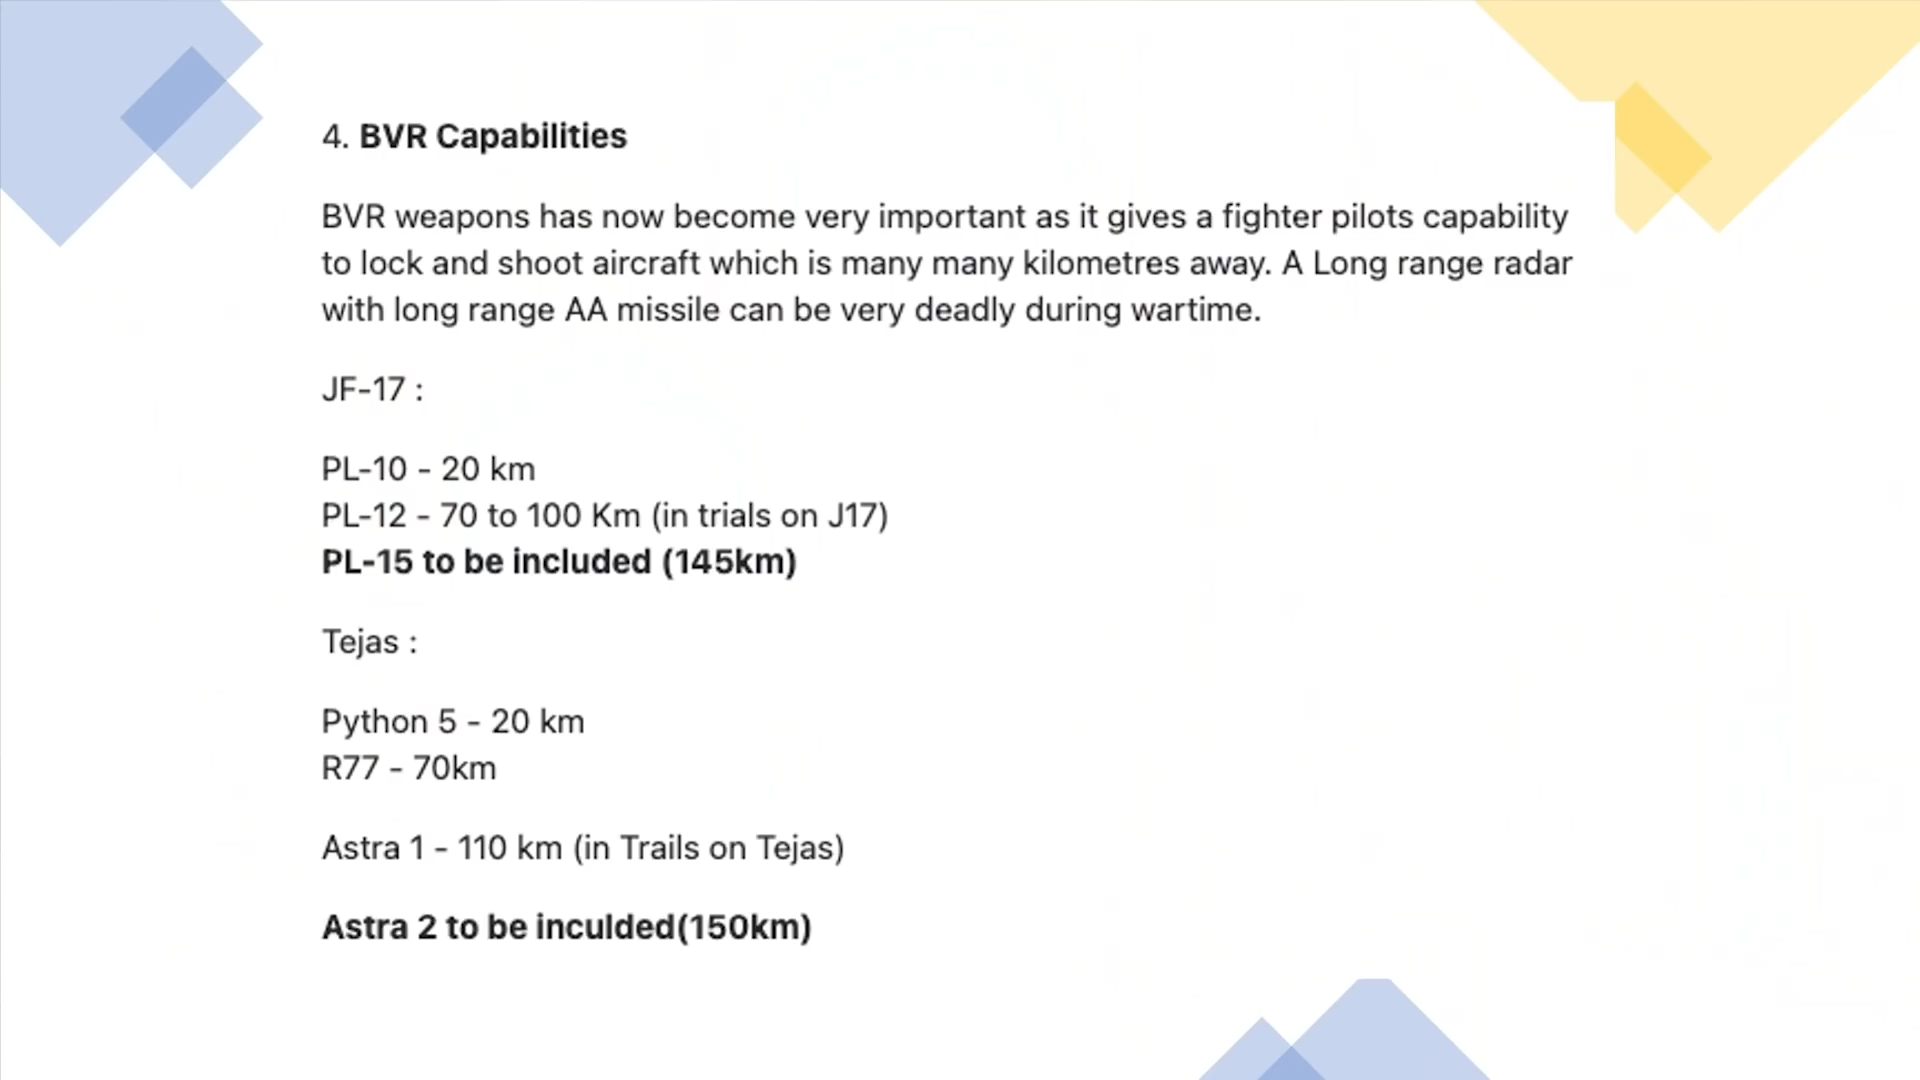 4. BVR Capabilities
BVR weapons has now become very important as it gives a fighter pilots capability
to lock and shoot aircraft which is many many kilometres away. A Long range radar
with long range AA missile can be very deadly during wartime.
JF-17 :
PL-10 - 20 km
PL-12 - 70 to 100 Km (in trials on J17)
PL-15 to be included (145km)
Tejas :
Python 5 - 20 km
R77 - 70km
Astra 1 - 110 km (in Trails on Tejas)
Astra 2 to be inculded(150km)